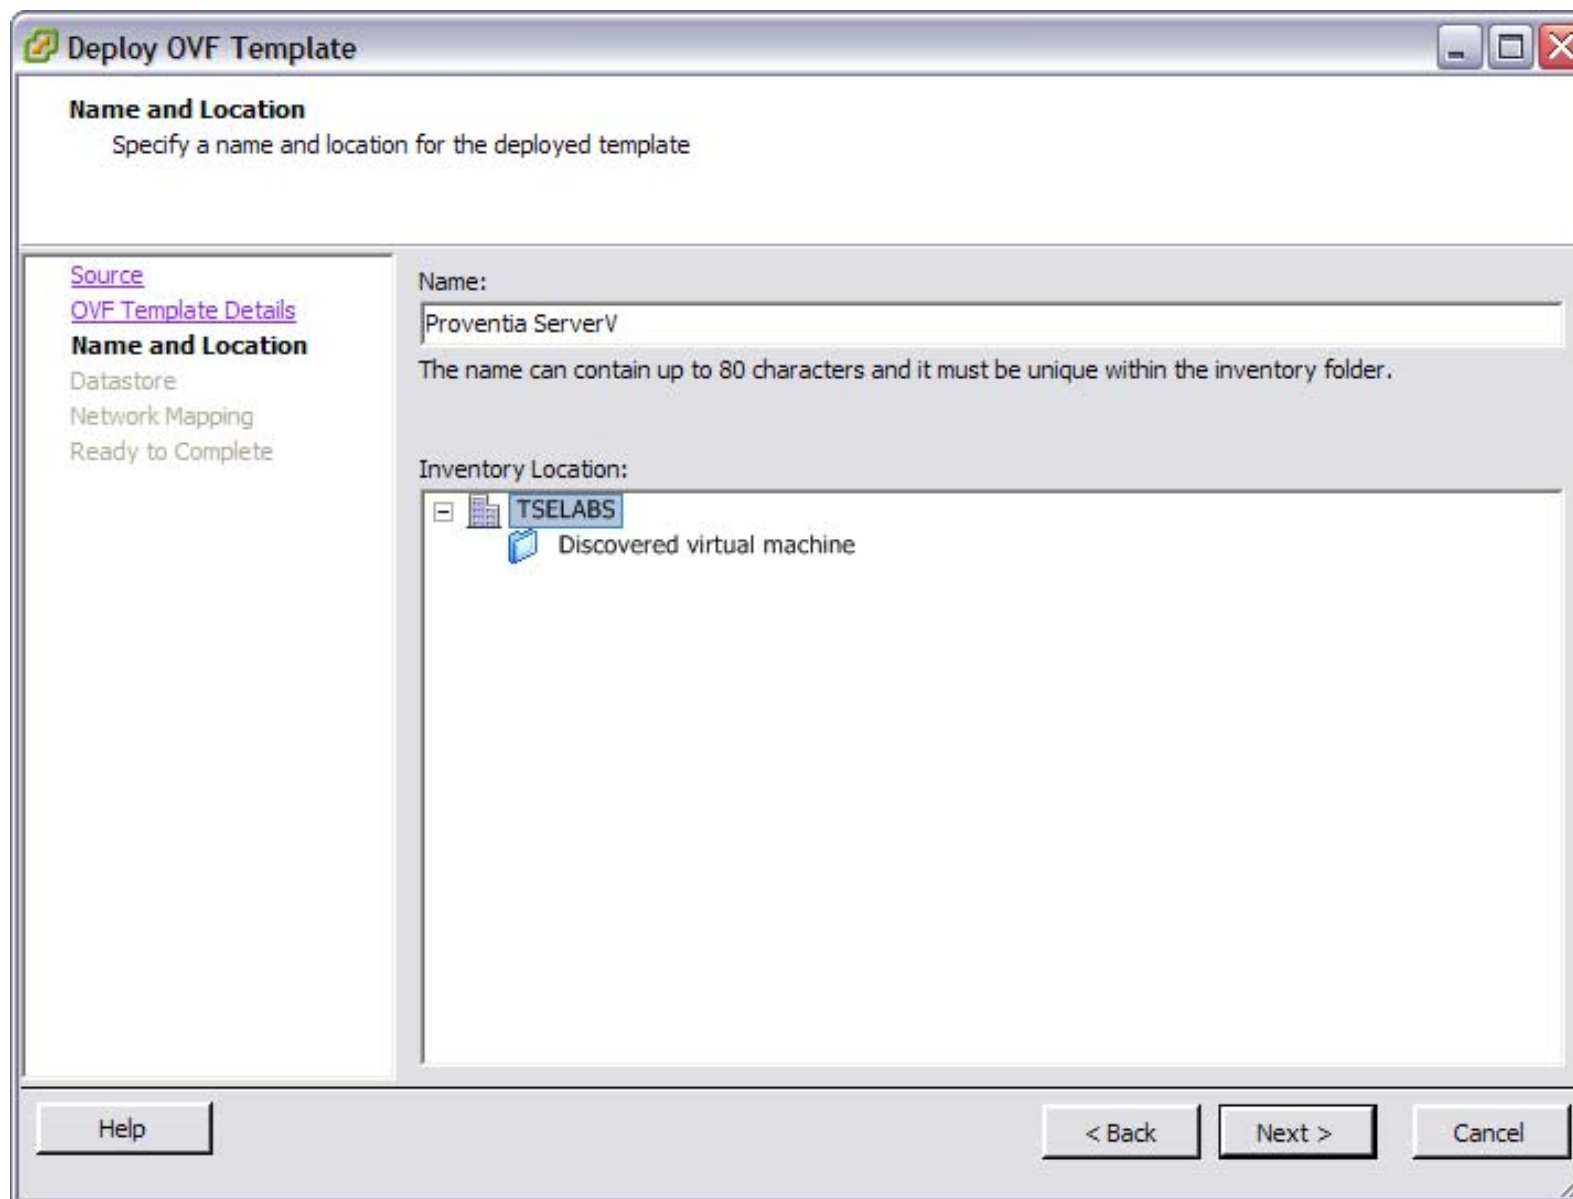 Deploy OVF Template
Name and Location
Specify a name and location for the deployed template
Source
OVF Template Details
Name and Location
Datastore
Network Mapping
Ready to Complete
Name:
Proventia ServerV
The name can contain up to 80 characters and it must be unique within the inventory folder.
Inventory Location:
TSELABS
Discovered virtual machine
Help
< Back
Next >
Cancel